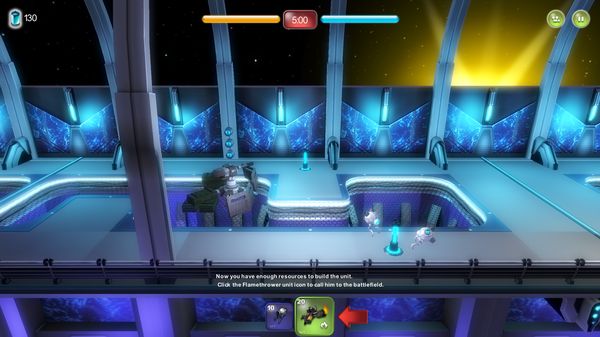 130
5:00
Now you have enough resources to build the unit.
Click the Flamethrower unit icon to call him to the battlefield.
10
20